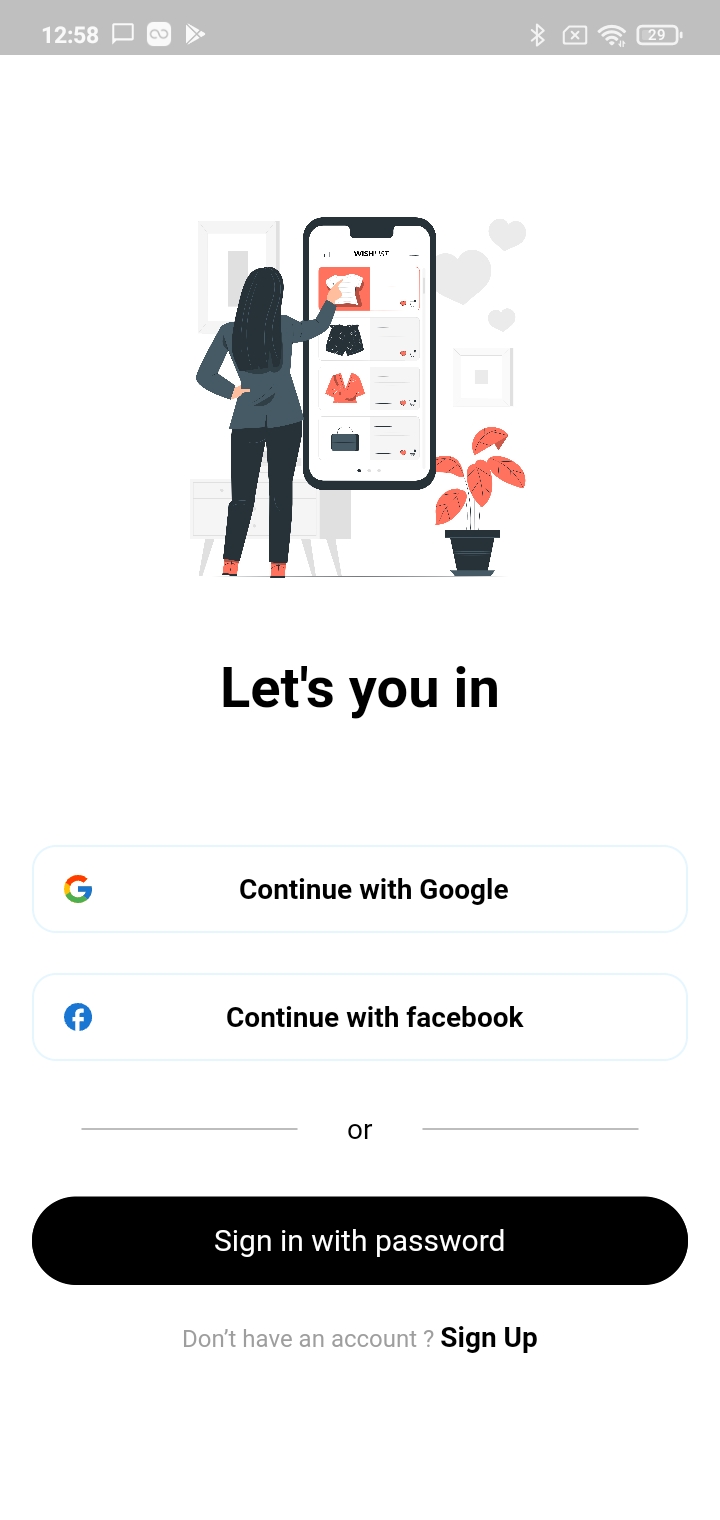 12:58
29
WISHLIST
Let's you in
Continue with Google
Continue with facebook
or
Sign in with password
Don't have an account ? Sign Up